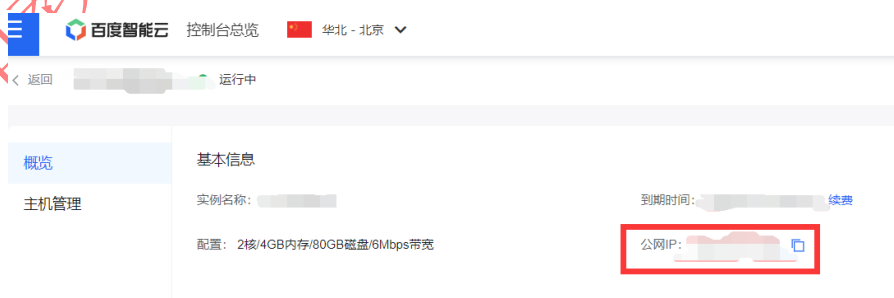 百度智能云 控制台总览 华北 - 北京
返回 运行中
概览
主机管理
基本信息
实例名称: 到期时间: 续费
配置: 2核/4GB内存/80GB磁盘/6Mbps带宽 公网IP: